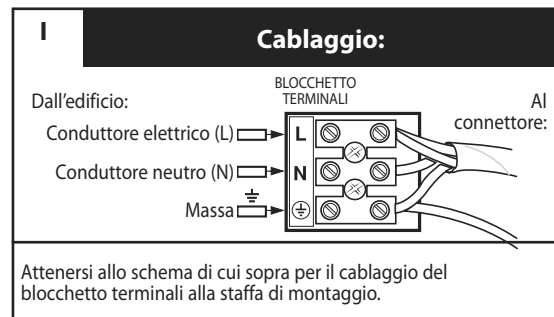 I
Cablaggio:
BLOCCHETTO
TERMINALI
Dall'edificio:
Al
connettore:
Conduttore elettrico (L)
L
Conduttore neutro (N)
N
Massa
Attenersi allo schema di cui sopra per il cablaggio del
blocchetto terminali alla staffa di montaggio.